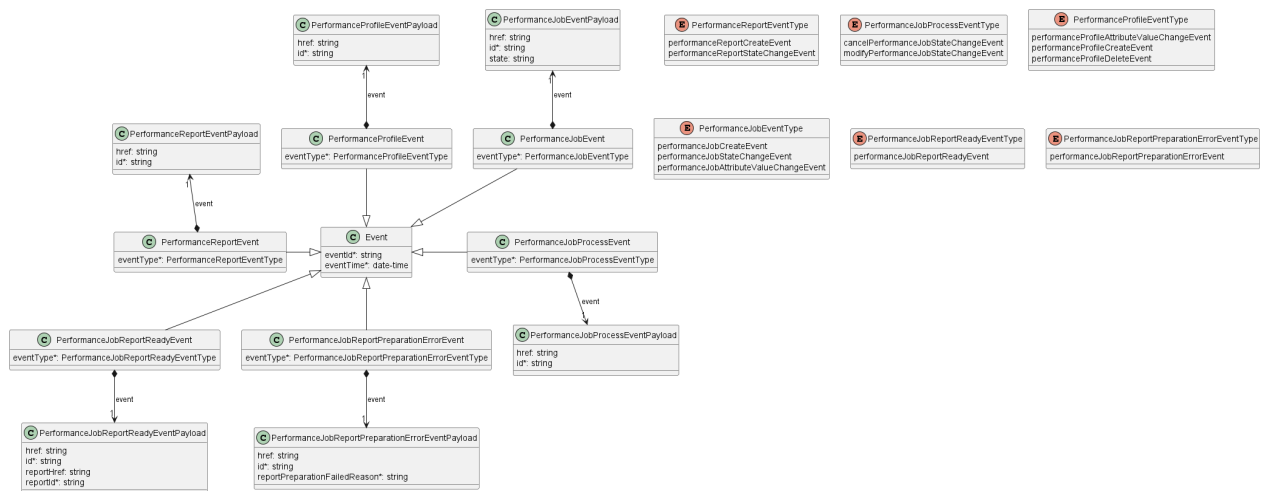 C PerformanceProfileEventPayload
href: string
id*: string
C PerformanceJobEventPayload
href: string
id*: string
state: string
E PerformanceReportEventType
performanceReportCreateEvent
performanceReportStateChangeEvent
E PerformanceJobProcessEventType
cancelPerformanceJobStateChangeEvent
modifyPerformanceJobStateChangeEvent
E PerformanceProfileEventType
performanceProfileAttributeValueChangeEvent
performanceProfileCreateEvent
performanceProfileDeleteEvent
1
event
1
event
C PerformanceReportEventPayload
href: string
id*: string
C PerformanceProfileEvent
eventType*: PerformanceProfileEventType
C PerformanceJobEvent
eventType*: PerformanceJobEventType
E PerformanceJobEventType
performanceJobCreateEvent
performanceJobStateChangeEvent
performanceJobAttributeValueChangeEvent
E PerformanceJobReportReadyEventType
performanceJobReportReadyEvent
E PerformanceJobReportPreparationErrorEventType
performanceJobReportPreparationErrorEvent
1
event
C PerformanceReportEvent
eventType*: PerformanceReportEventType
C Event
eventId*: string
eventTime*: date-time
C PerformanceJobProcessEvent
eventType*: PerformanceJobProcessEventType
event
1
C PerformanceJobReportReadyEvent
eventType*: PerformanceJobReportReadyEventType
C PerformanceJobReportPreparationErrorEvent
eventType*: PerformanceJobReportPreparationErrorEventType
C PerformanceJobProcessEventPayload
href: string
id*: string
event
1
event
1
C PerformanceJobReportReadyEventPayload
href: string
id*: string
reportHref: string
reportId*: string
C PerformanceJobReportPreparationErrorEventPayload
href: string
id*: string
reportPreparationFailedReason*: string